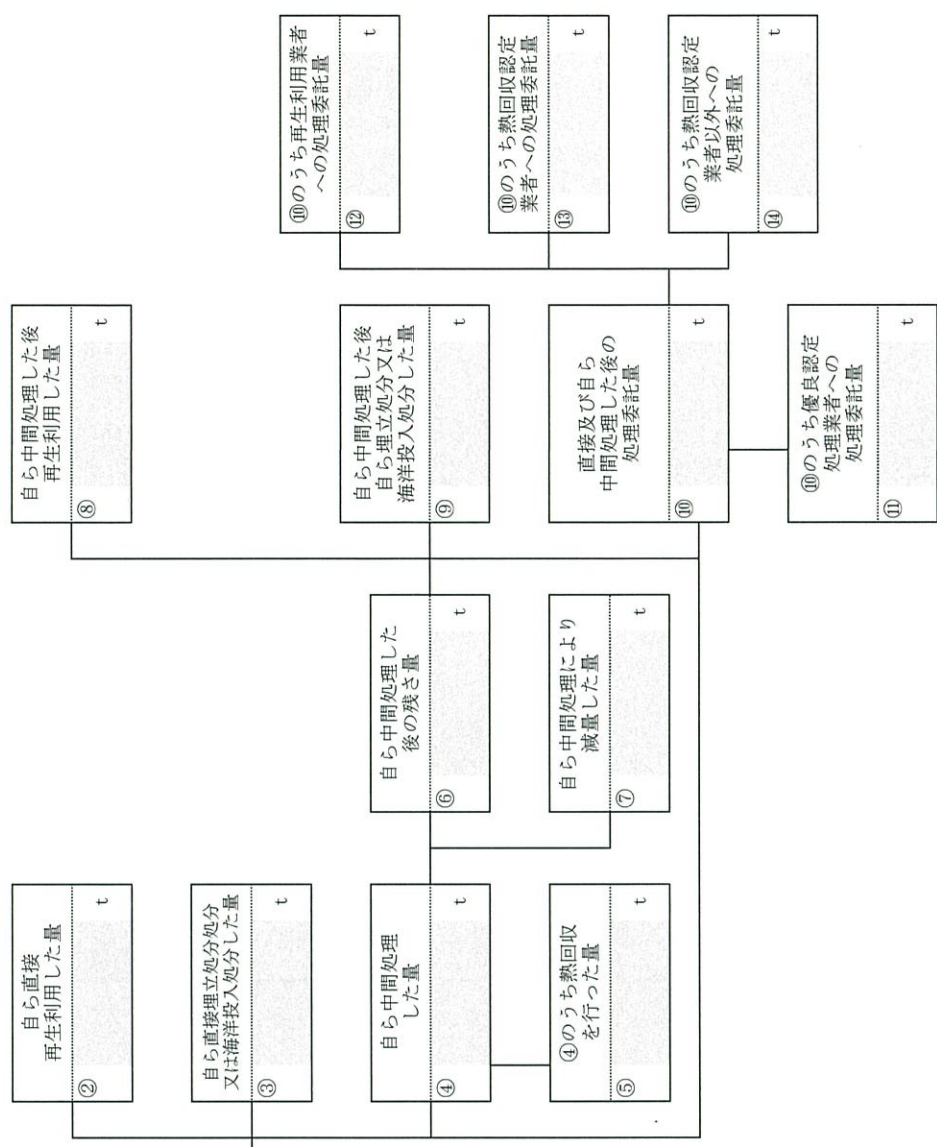 自ら直接
再生利用した量
② t
自ら直接埋立処分処分
又は海洋投入処分した量
③ t
自ら中間処理
した量
④ t
④のうち熱回収
を行った量
⑤ t
自ら中間処理した
後の残さ量
⑥ t
自ら中間処理により
減量した量
⑦ t
自ら中間処理した後
再生利用した量
⑧ t
自ら中間処理した後
自ら埋立処分又は
海洋投入処分した量
⑨ t
直接及び自ら
中間処理した後の
処理委託量
⑩ t
⑩のうち優良認定
処理業者への
処理委託量
⑪ t
⑩のうち再生利用業者
への処理委託量
⑫ t
⑩のうち熱回収認定
業者への処理委託量
⑬ t
⑩のうち熱回収認定
業者以外への
処理委託量
⑭ t